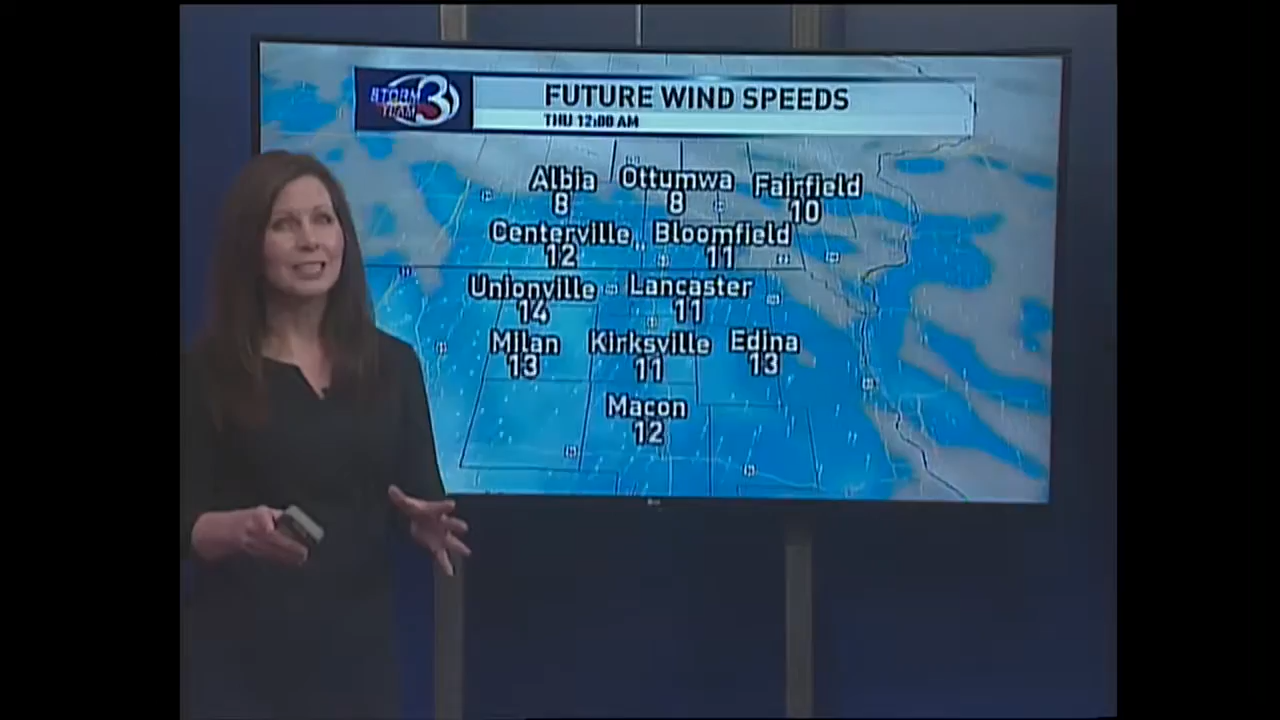 STORM TEAM 3
FUTURE WIND SPEEDS
THU 12:00 AM
Albia Ottumwa Fairfield
8 8 10
Centerville Bloomfield
12 11
Unionville Lancaster
14 11
Milan Kirksville Edina
13 11 13
Macon
12